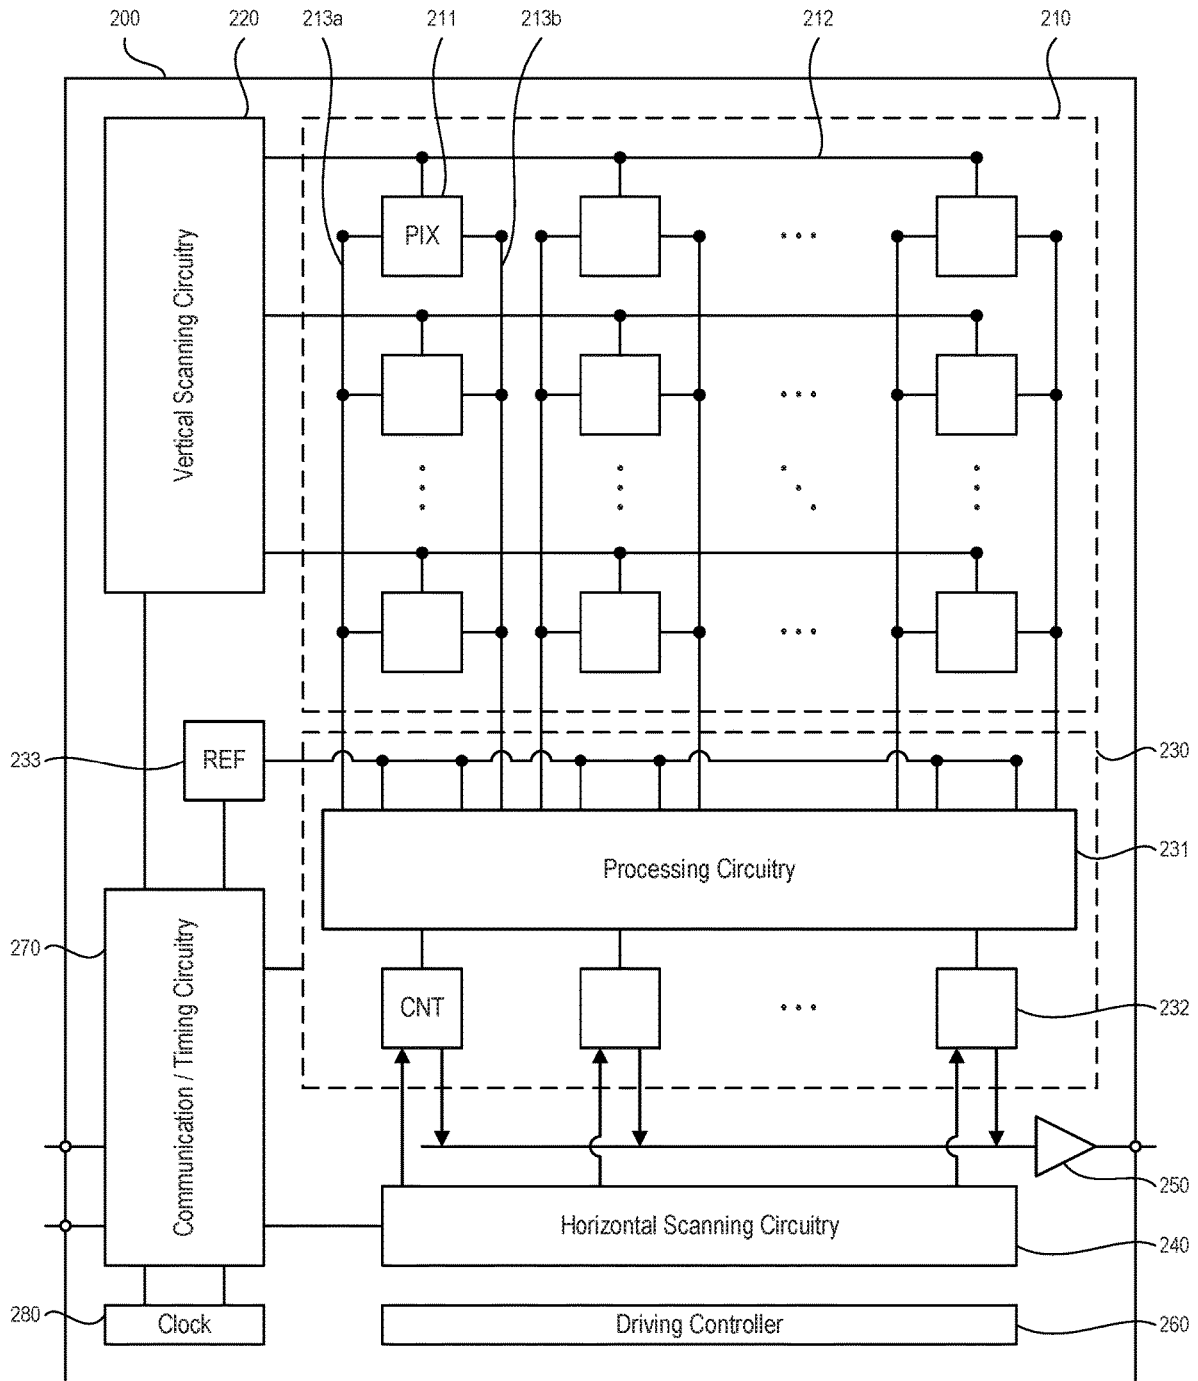 200 220 213a 211 213b 212 210
Vertical Scanning Circuitry
PIX
233
REF
230
Processing Circuitry
231
270
Communication / Timing Circuitry
CNT
232
250
Horizontal Scanning Circuitry
240
280
Clock
Driving Controller
260